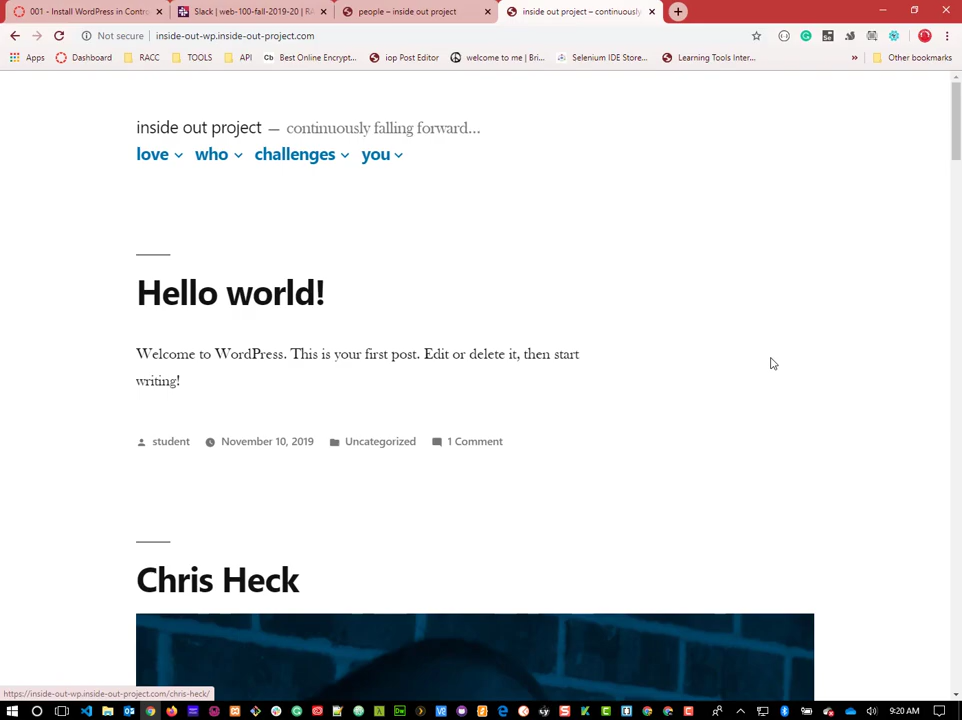 001 - Install WordPress in Contro
Slack | web-100-fall-2019-20 | RA
people – inside out project
inside out project – continuously
Not secure
inside-out-wp.inside-out-project.com
Apps
Dashboard
RACC
TOOLS
API
Cb Best Online Encrypt...
iop Post Editor
welcome to me | Bri...
Selenium IDE Store...
Learning Tools Inter...
»
Other bookmarks
inside out project — continuously falling forward...
love who challenges you
Hello world!
Welcome to WordPress. This is your first post. Edit or delete it, then start
writing!
student November 10, 2019 Uncategorized 1 Comment
Chris Heck
https://inside-out-wp.inside-out-project.com/chris-heck/
9:20 AM